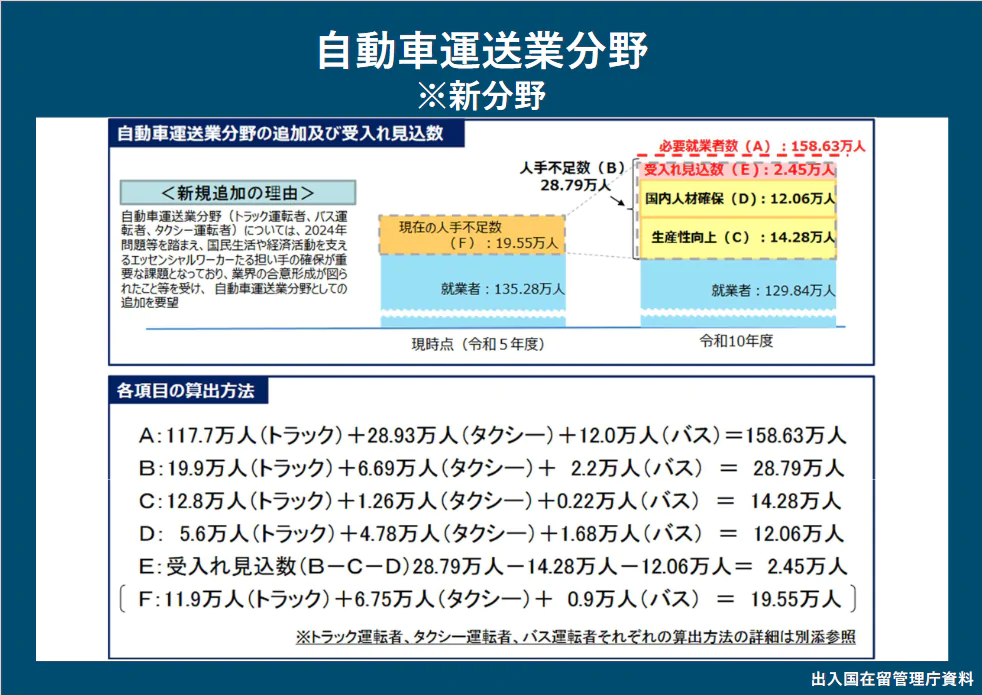 自動車運送業分野
※新分野
自動車運送業分野の追加及び受入れ見込数
＜新規追加の理由＞
自動車運送業分野（トラック運転者、バス運
転者、タクシー運転者）については、2024年
問題等を踏まえ、国民生活や経済活動を支え
るエッセンシャルワーカーたる担い手の確保が重
要な課題となっており、業界の合意形成が図ら
れたこと等を受け、 自動車運送業分野としての
追加を要望
現在の人手不足数
（F）：19.55万人
就業者：135.28万人
現時点（令和５年度）
人手不足数（B）
28.79万人
必要就業者数（A）：158.63万人
受入れ見込数（E）：2.45万人
国内人材確保（D）：12.06万人
生産性向上（C）：14.28万人
就業者：129.84万人
令和10年度
各項目の算出方法
A：117.7万人（トラック）＋28.93万人（タクシー）＋12.0万人（バス）＝158.63万人
B：19.9万人（トラック）＋6.69万人（タクシー）＋ 2.2万人（バス） ＝ 28.79万人
C：12.8万人（トラック）＋1.26万人（タクシー）＋0.22万人（バス） ＝ 14.28万人
D： 5.6万人（トラック）＋4.78万人（タクシー）＋1.68万人（バス） ＝ 12.06万人
E：受入れ見込数（B－C－D）28.79万人－14.28万人－12.06万人＝ 2.45万人
F：11.9万人（トラック）＋6.75万人（タクシー）＋ 0.9万人（バス） ＝ 19.55万人
※トラック運転者、タクシー運転者、バス運転者それぞれの算出方法の詳細は別添参照
出入国在留管理庁資料